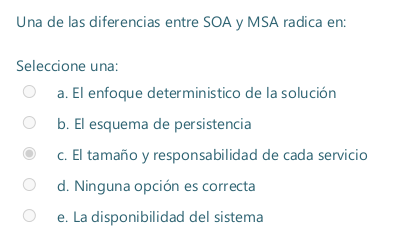 Una de las diferencias entre SOA y MSA radica en:
Seleccione una:
a. El enfoque deterministico de la solución
b. El esquema de persistencia
c. El tamaño y responsabilidad de cada servicio
d. Ninguna opción es correcta
e. La disponibilidad del sistema